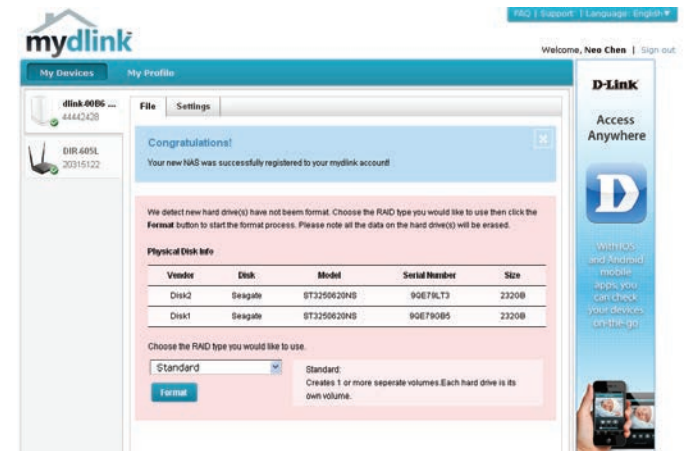 FAQ | Support | Language: English
mydlink
Welcome, Neo Chen | Sign out
My Devices My Profile
dlink-00B6 ...
44442428
DIR-605L
20315122
File Settings
Congratulations!
Your new NAS was successfully registered to your mydlink account!
We detect new hard drive(s) have not beem format. Choose the RAID type you would like to use then click the
Format button to start the format process. Please note all the data on the hard drive(s) will be erased.
Physical Disk Info
Vendor Disk Model Serial Number Size
Disk2 Seagate ST3250620NS 9QE79LT3 232GB
Disk1 Seagate ST3250620NS 9QE790B5 232GB
Choose the RAID type you would like to use.
Standard
Format
Standard:
Creates 1 or more seperate volumes.Each hard drive is its
own volume.
D-Link
Access
Anywhere
With iOS
and Android
mobile
apps, you
can check
your devices
on-the-go